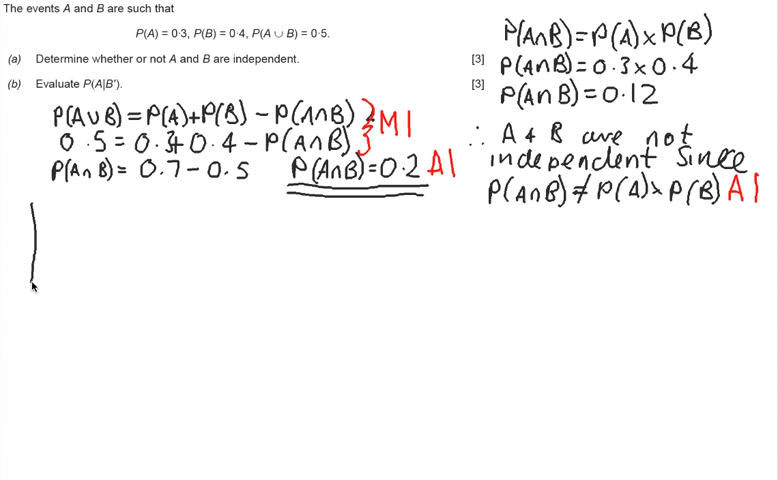 The events A and B are such that
P(A) = 0·3, P(B) = 0·4, P(A ∪ B) = 0·5.
(a) Determine whether or not A and B are independent. [3]
(b) Evaluate P(A|B'). [3]
P(A∪B) = P(A)+P(B) - P(A∩B)
0.5 = 0.3+0.4 - P(A∩B)
M1
P(A∩B) = 0.7 - 0.5 P(A∩B)=0.2 A1
P(A∩B)=P(A)×P(B)
P(A∩B)=0.3×0.4
P(A∩B)=0.12
∴ A & B are not
independent since
P(A∩B)≠P(A)×P(B) A1